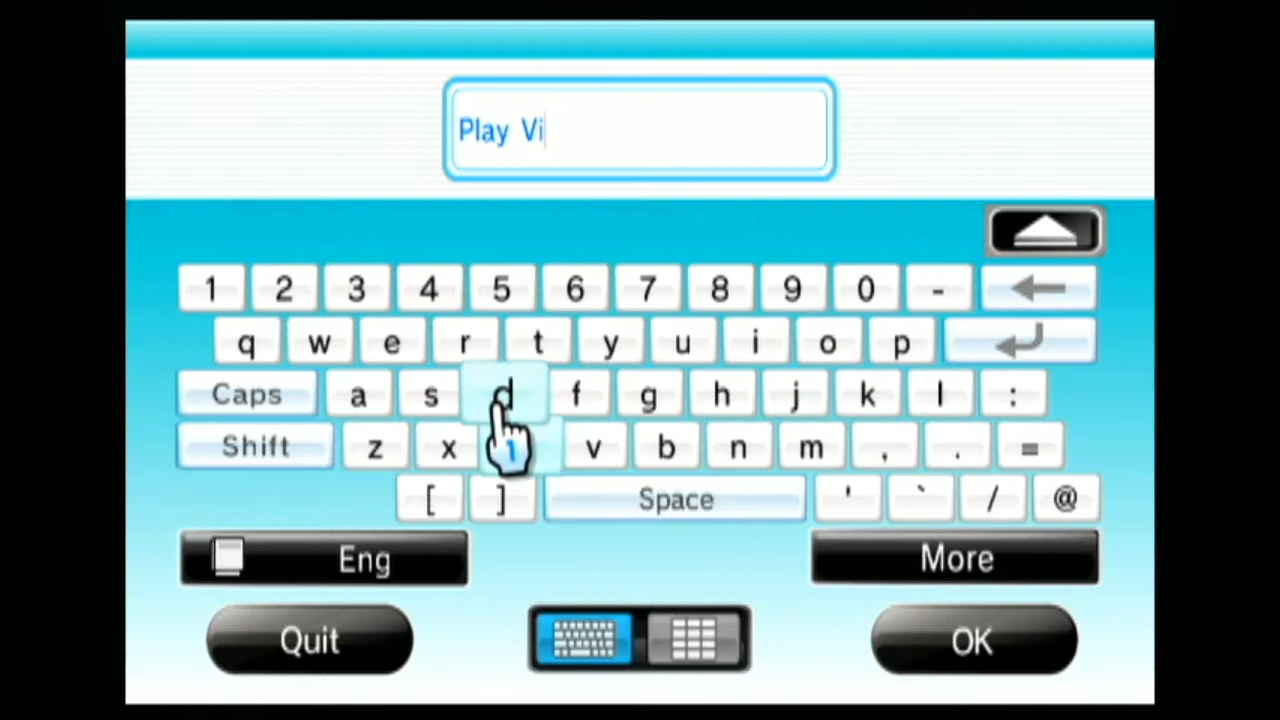 Play Vi
1 2 3 4 5 6 7 8 9 0 -
q w e r t y u i o p
Caps a s d f g h j k l :
Shift z x v b n m , . =
[ ] Space ' ` / @
1
Eng More
Quit OK